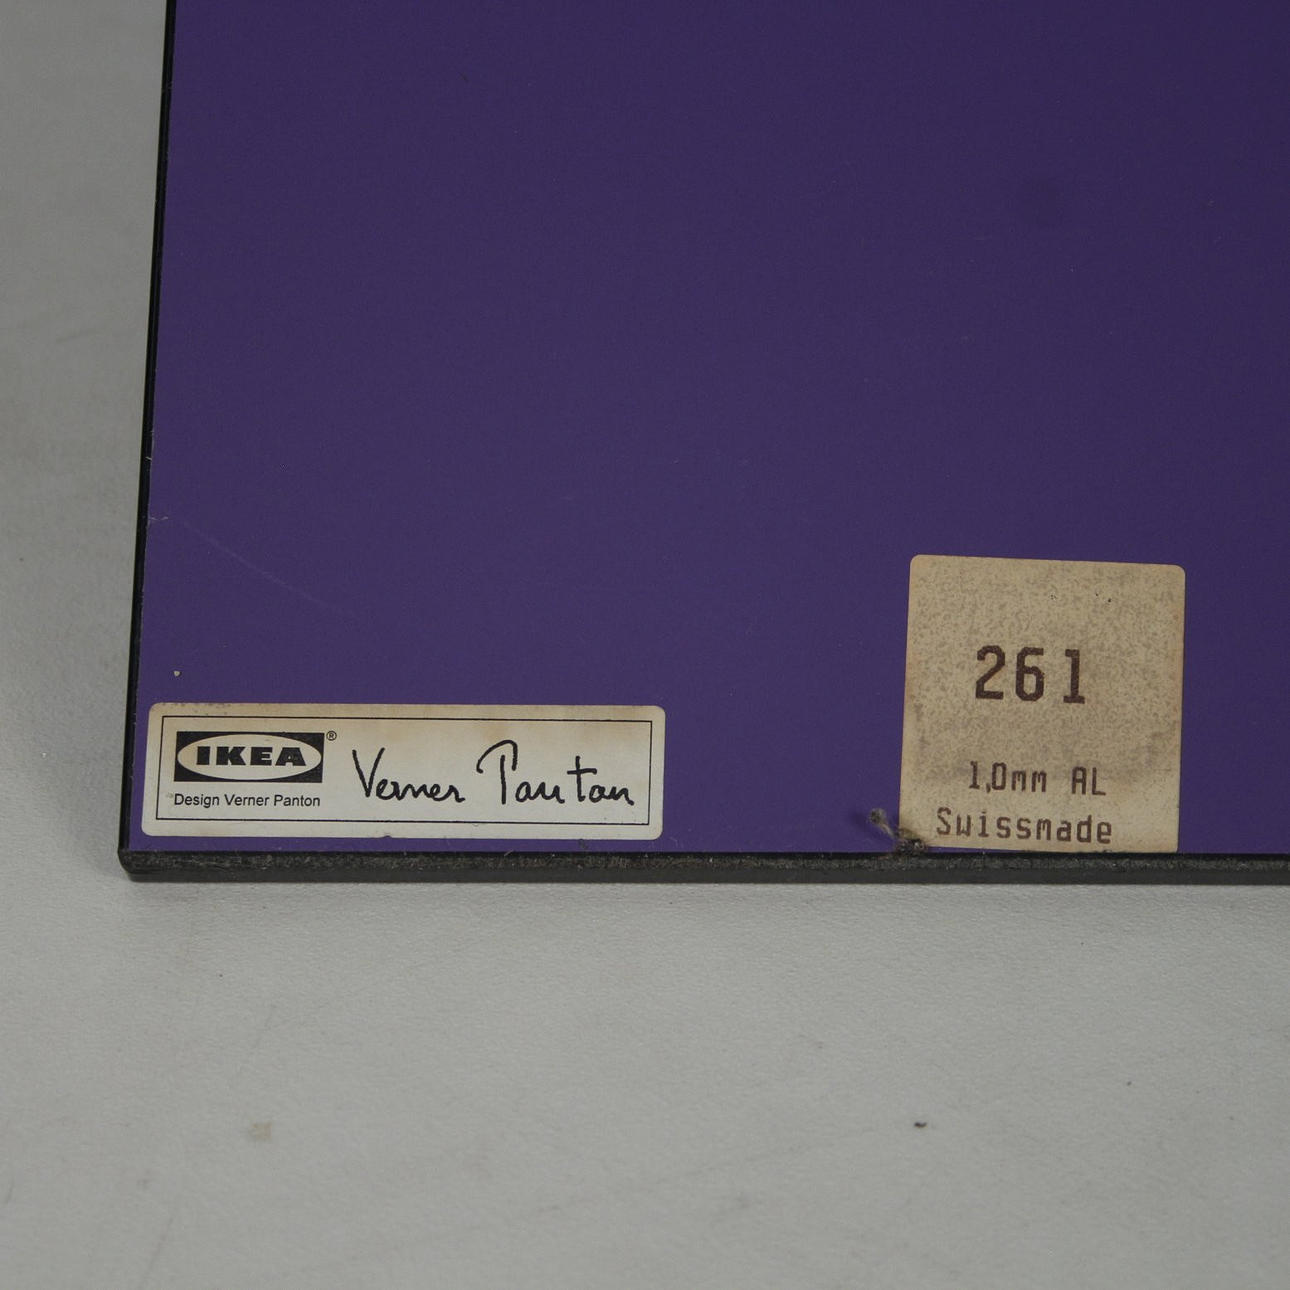 IKEA®
Design Verner Panton
Verner Panton
261
1,0mm AL
Swissmade